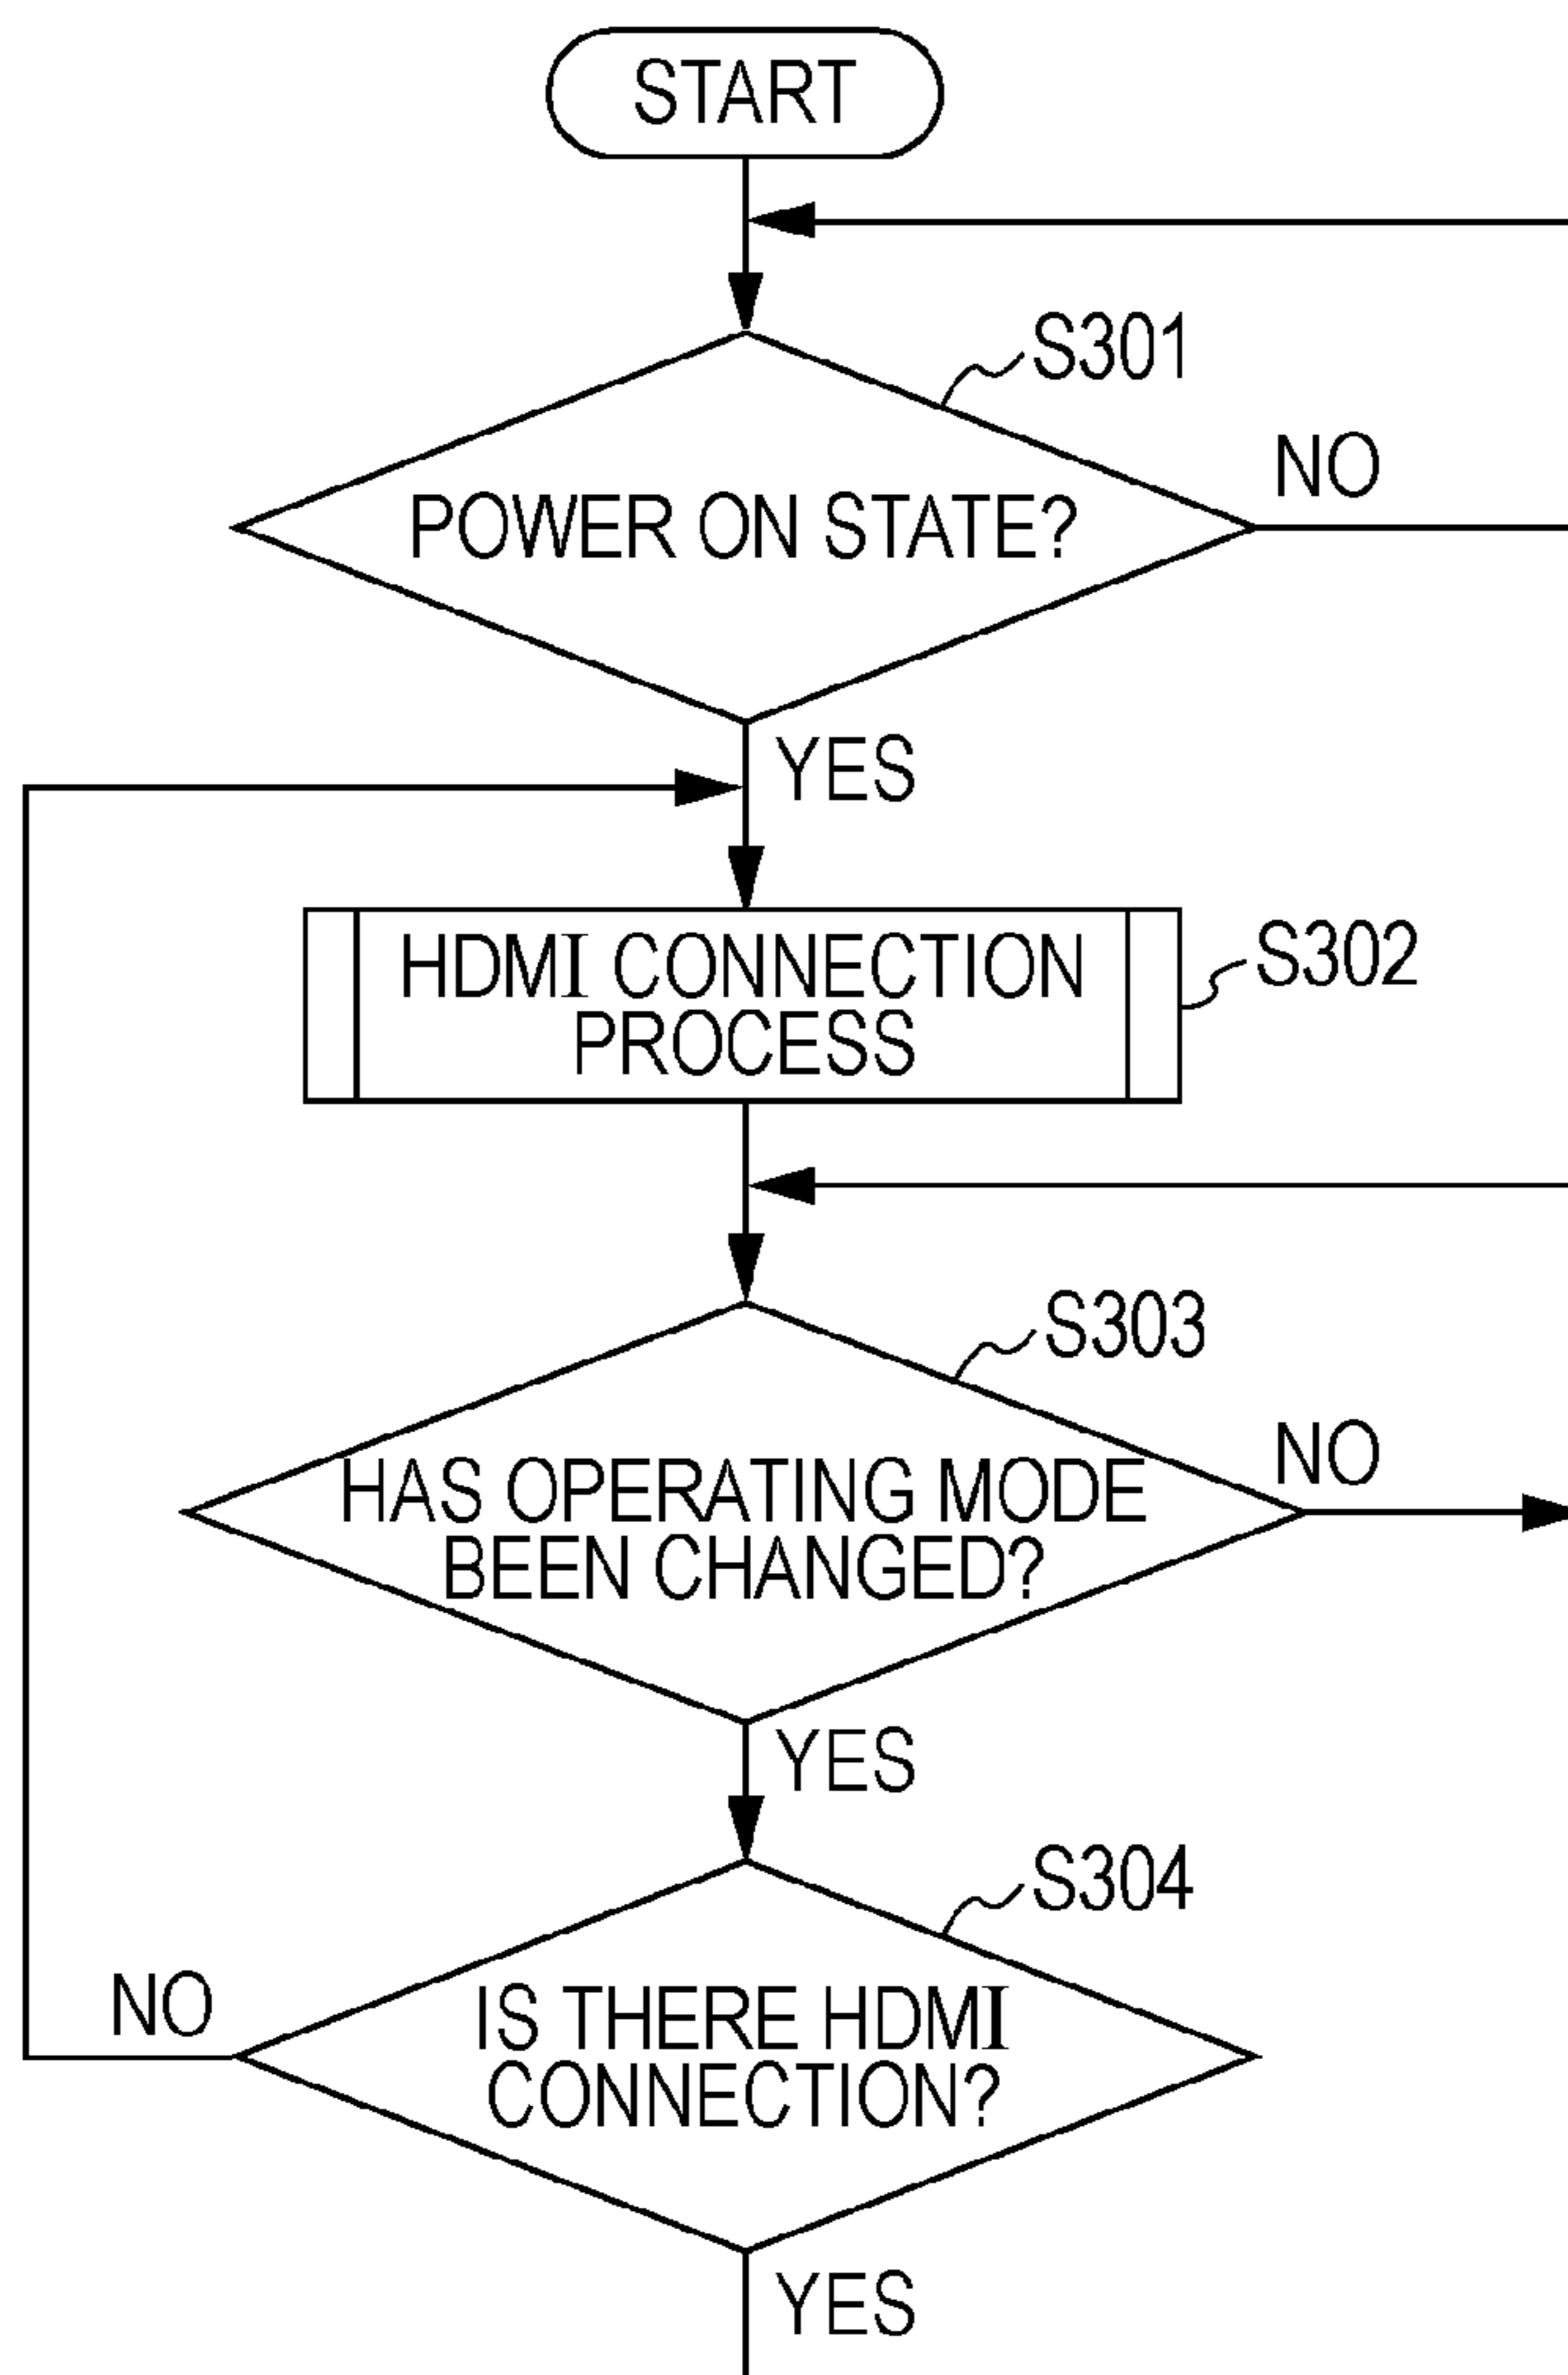 START
S301
POWER ON STATE?
NO
YES
HDMI CONNECTION
PROCESS
S302
S303
HAS OPERATING MODE
BEEN CHANGED?
NO
YES
S304
NO
IS THERE HDMI
CONNECTION?
YES